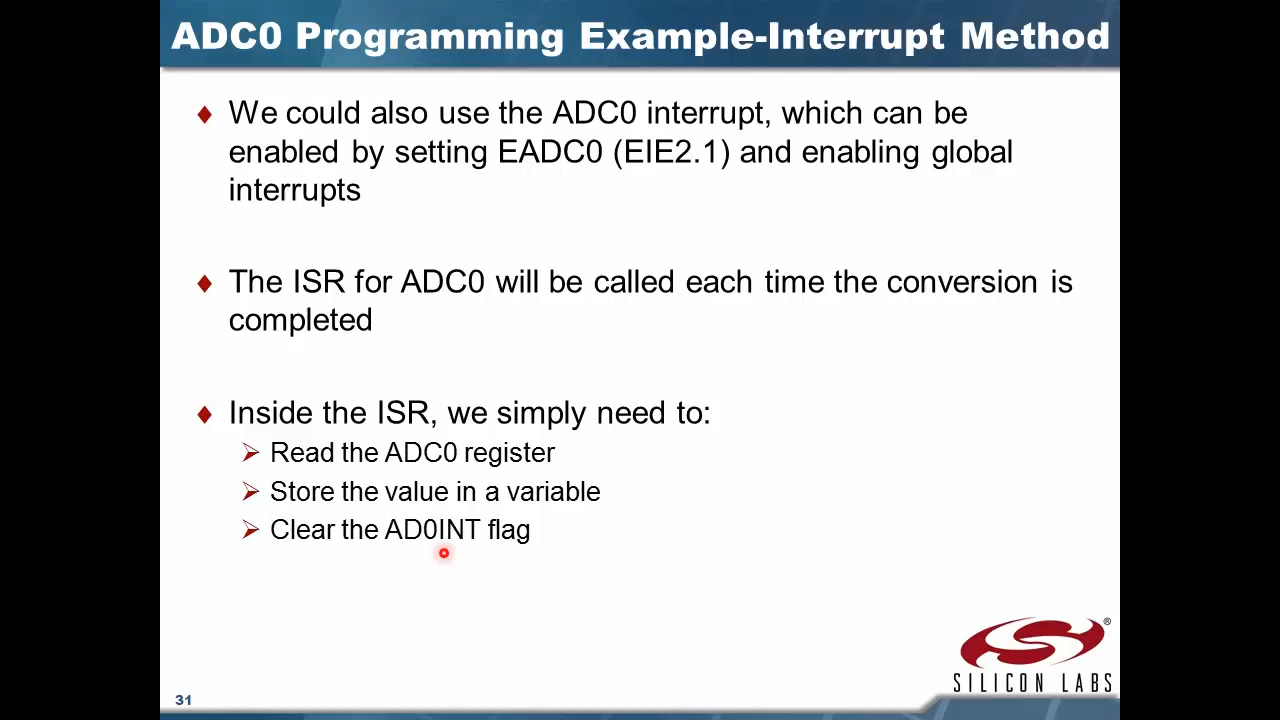 ADC0 Programming Example-Interrupt Method
We could also use the ADC0 interrupt, which can be
enabled by setting EADC0 (EIE2.1) and enabling global
interrupts
The ISR for ADC0 will be called each time the conversion is
completed
Inside the ISR, we simply need to:
Read the ADC0 register
Store the value in a variable
Clear the AD0INT flag
®
SILICON LABS
31